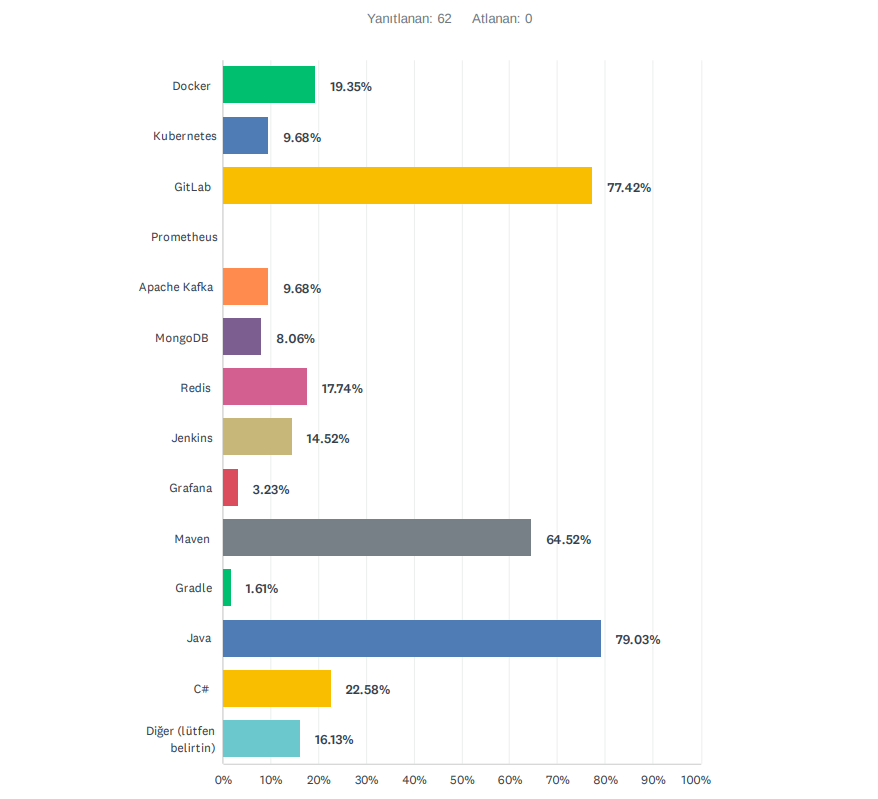 Yanıtlanan: 62 Atlanan: 0
Docker 19.35%
Kubernetes 9.68%
GitLab 77.42%
Prometheus
Apache Kafka 9.68%
MongoDB 8.06%
Redis 17.74%
Jenkins 14.52%
Grafana 3.23%
Maven 64.52%
Gradle 1.61%
Java 79.03%
C# 22.58%
Diğer (lütfen
belirtin) 16.13%
0% 10% 20% 30% 40% 50% 60% 70% 80% 90% 100%